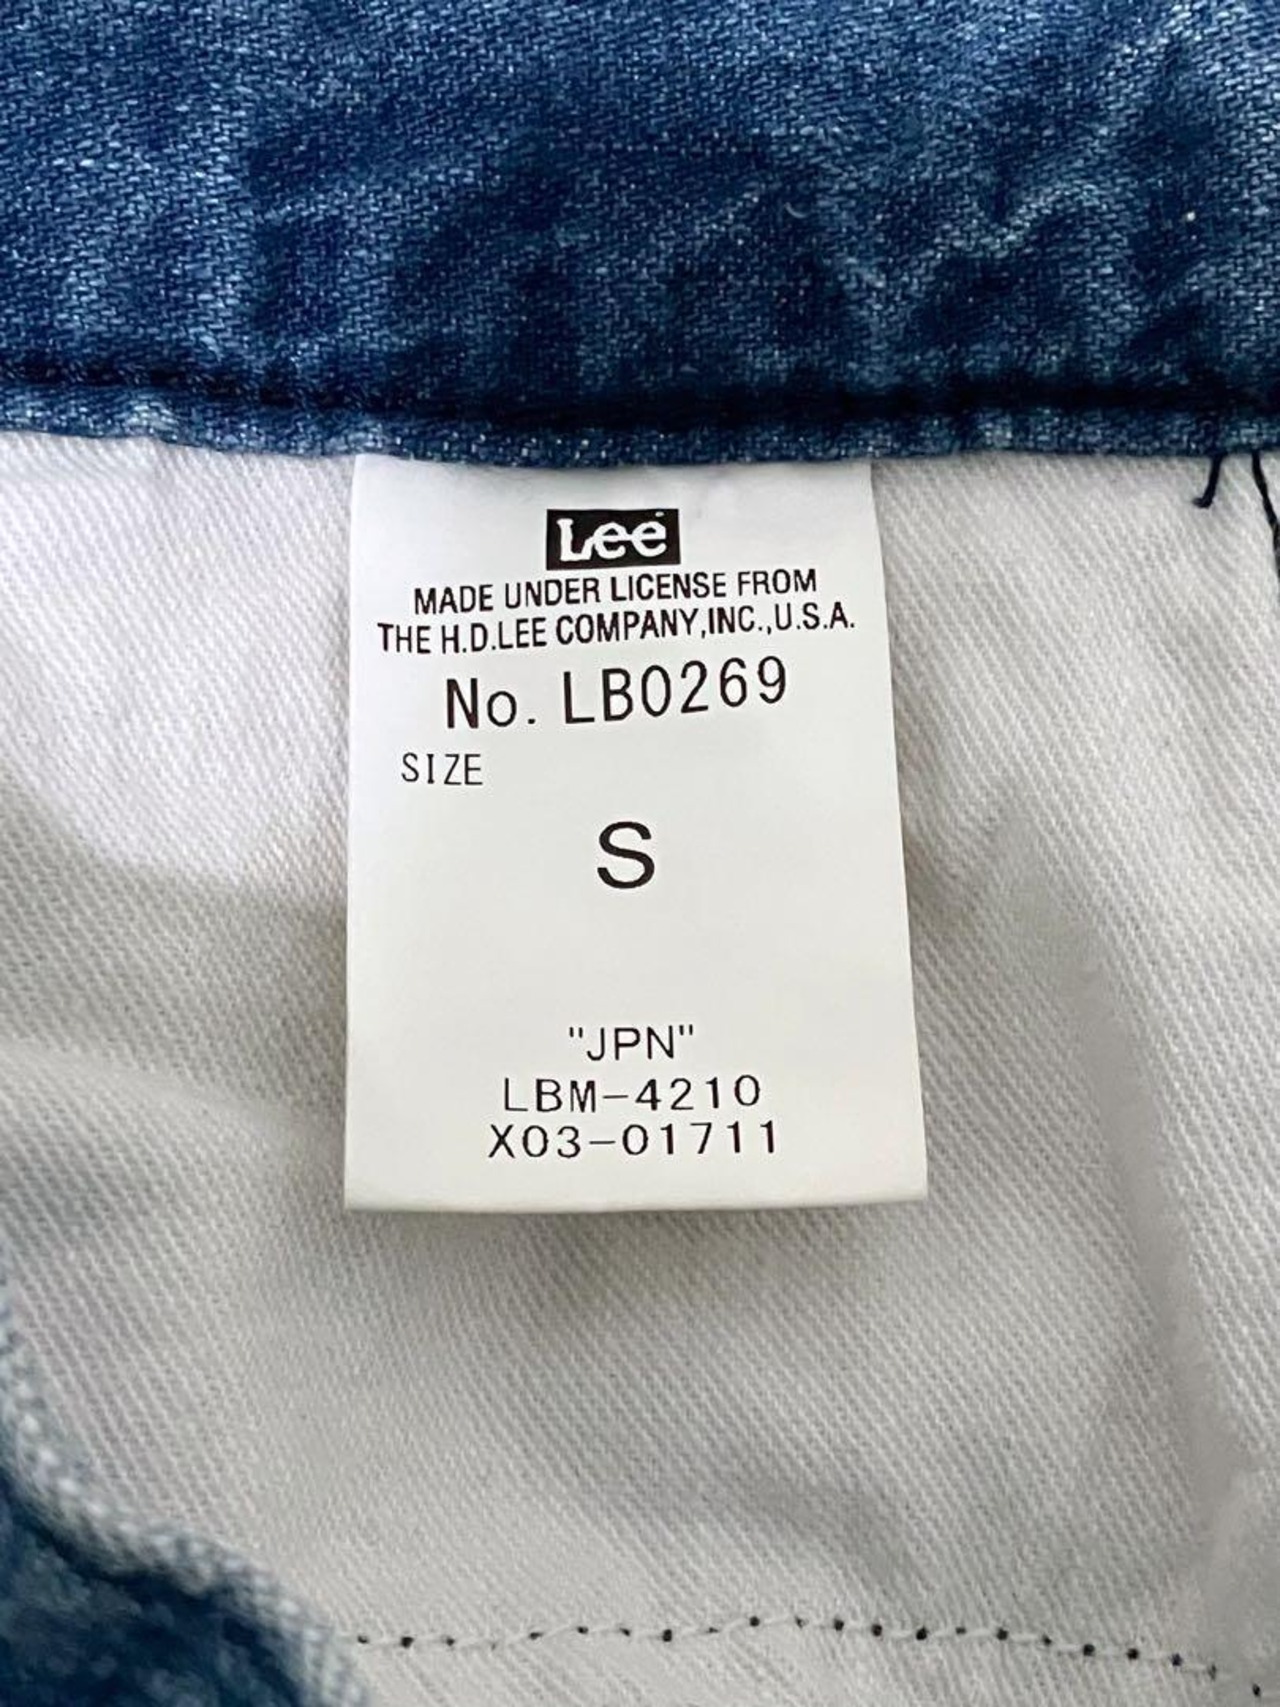 Lee
MADE UNDER LICENSE FROM
THE H.D.LEE COMPANY,INC.,U.S.A.
No. LB0269
SIZE
S
"JPN"
LBM-4210
X03-01711